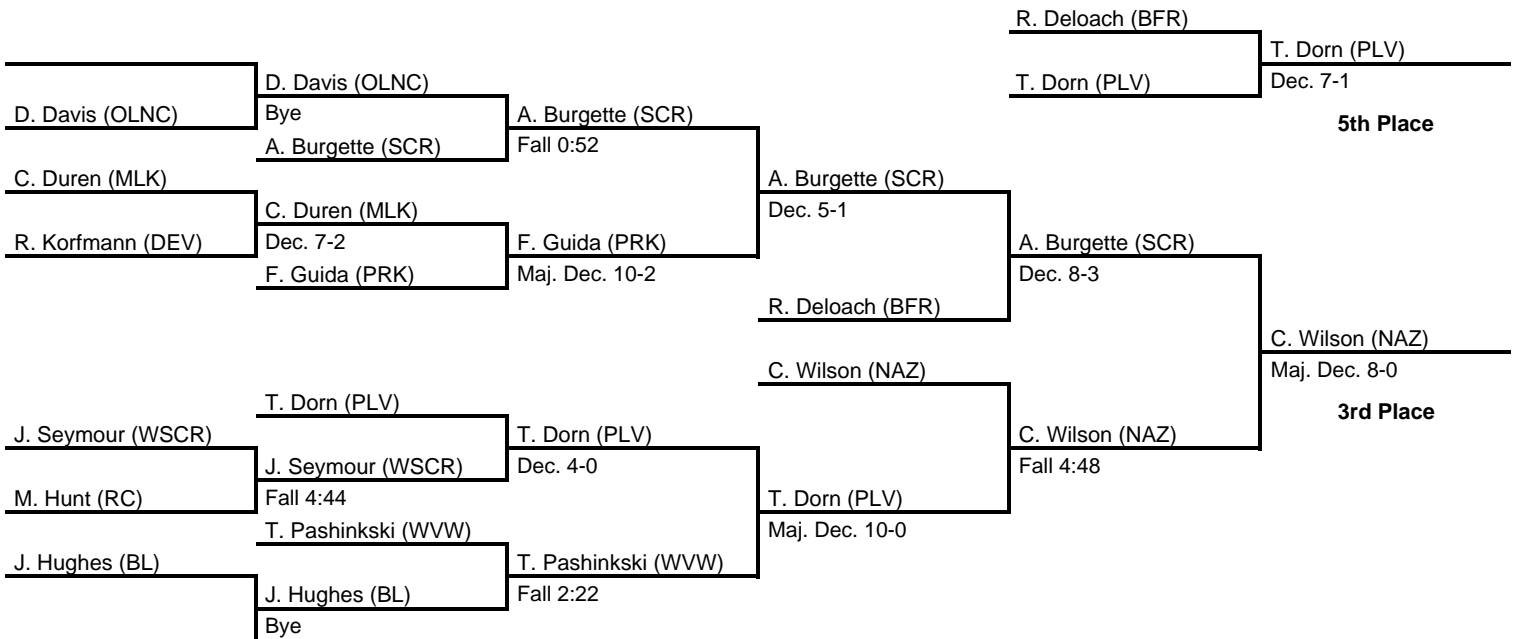 R. Deloach (BFR)
T. Dorn (PLV)
D. Davis (OLNC)
T. Dorn (PLV)
Dec. 7-1
D. Davis (OLNC)
Bye
A. Burgette (SCR)
5th Place
A. Burgette (SCR)
Fall 0:52
C. Duren (MLK)
A. Burgette (SCR)
C. Duren (MLK)
Dec. 5-1
R. Korfmann (DEV)
Dec. 7-2
F. Guida (PRK)
A. Burgette (SCR)
F. Guida (PRK)
Maj. Dec. 10-2
Dec. 8-3
R. Deloach (BFR)
C. Wilson (NAZ)
C. Wilson (NAZ)
Maj. Dec. 8-0
T. Dorn (PLV)
3rd Place
J. Seymour (WSCR)
T. Dorn (PLV)
C. Wilson (NAZ)
J. Seymour (WSCR)
Dec. 4-0
Fall 4:48
M. Hunt (RC)
Fall 4:44
T. Dorn (PLV)
T. Pashinkski (WVW)
Maj. Dec. 10-0
J. Hughes (BL)
T. Pashinkski (WVW)
J. Hughes (BL)
Fall 2:22
Bye